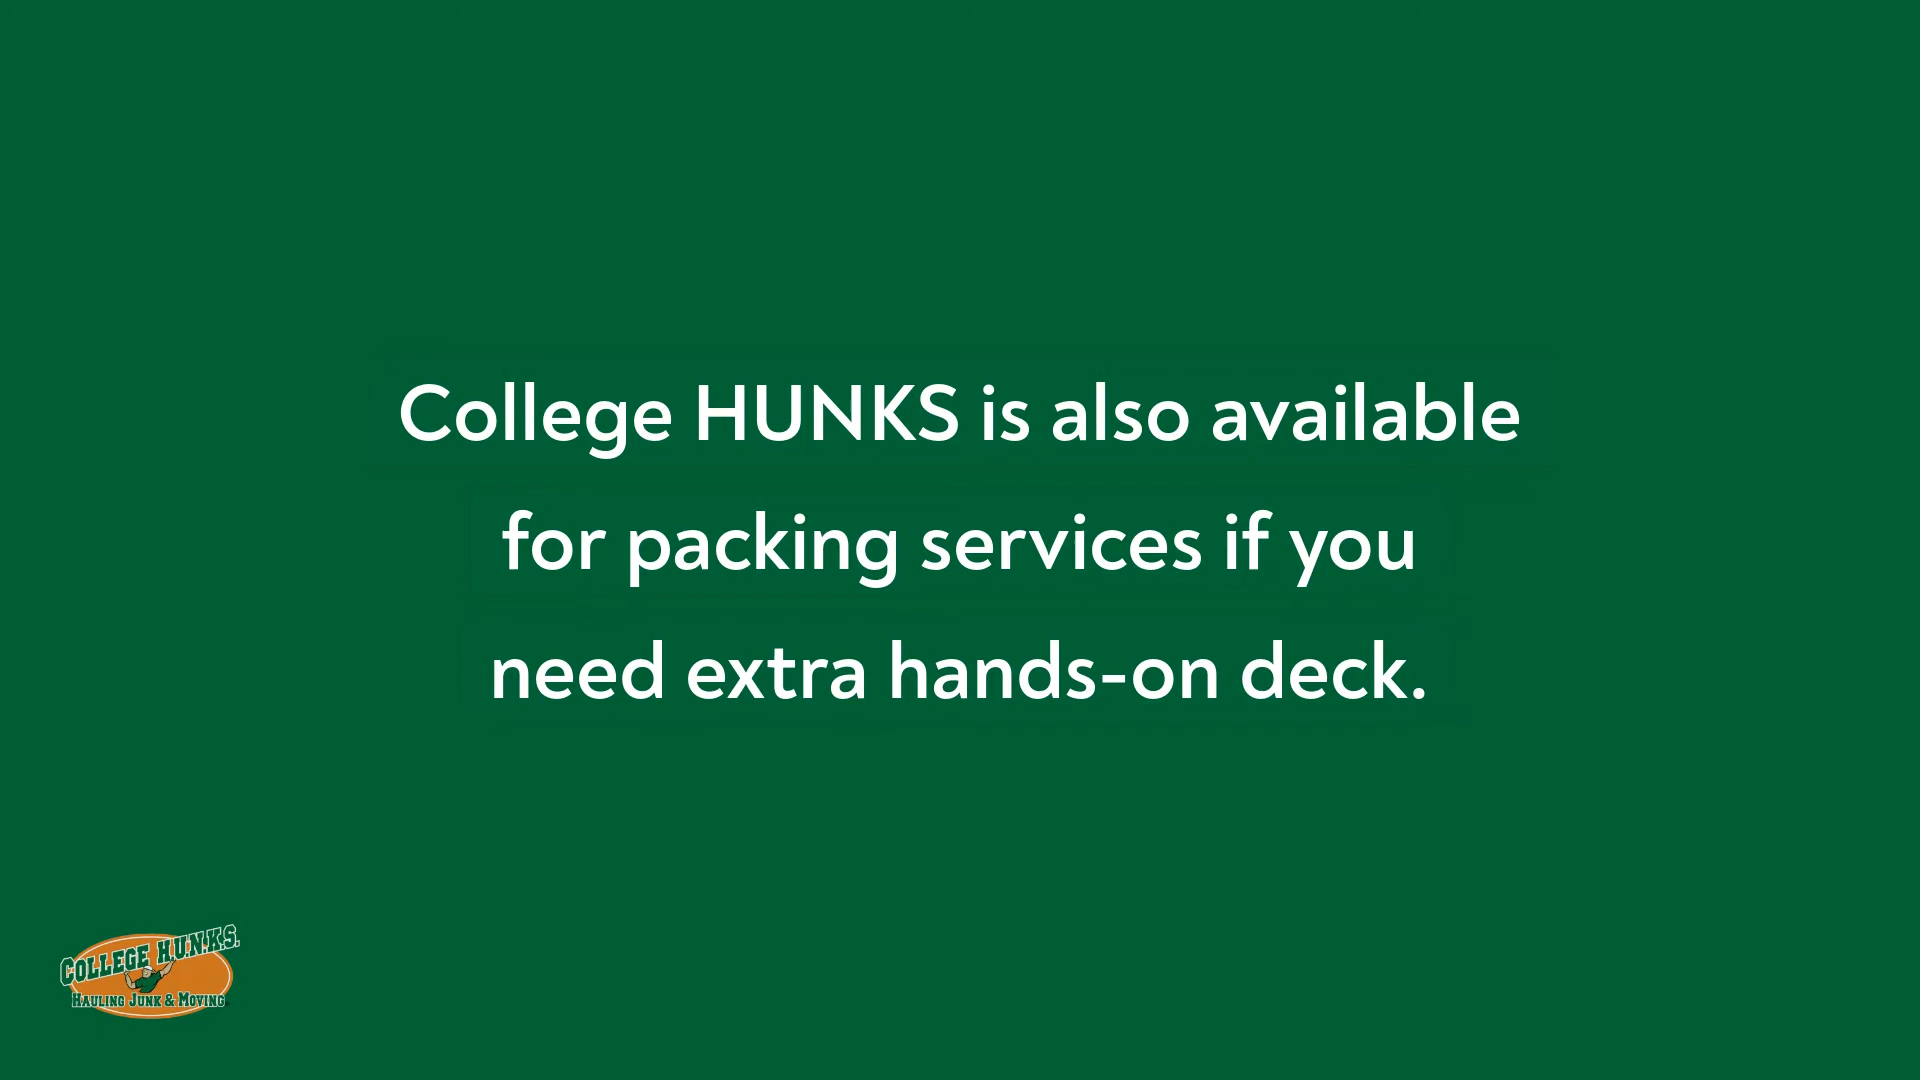 College HUNKS is also available
for packing services if you
need extra hands-on deck.
COLLEGE H.U.N.K.S.
HAULING JUNK & MOVING